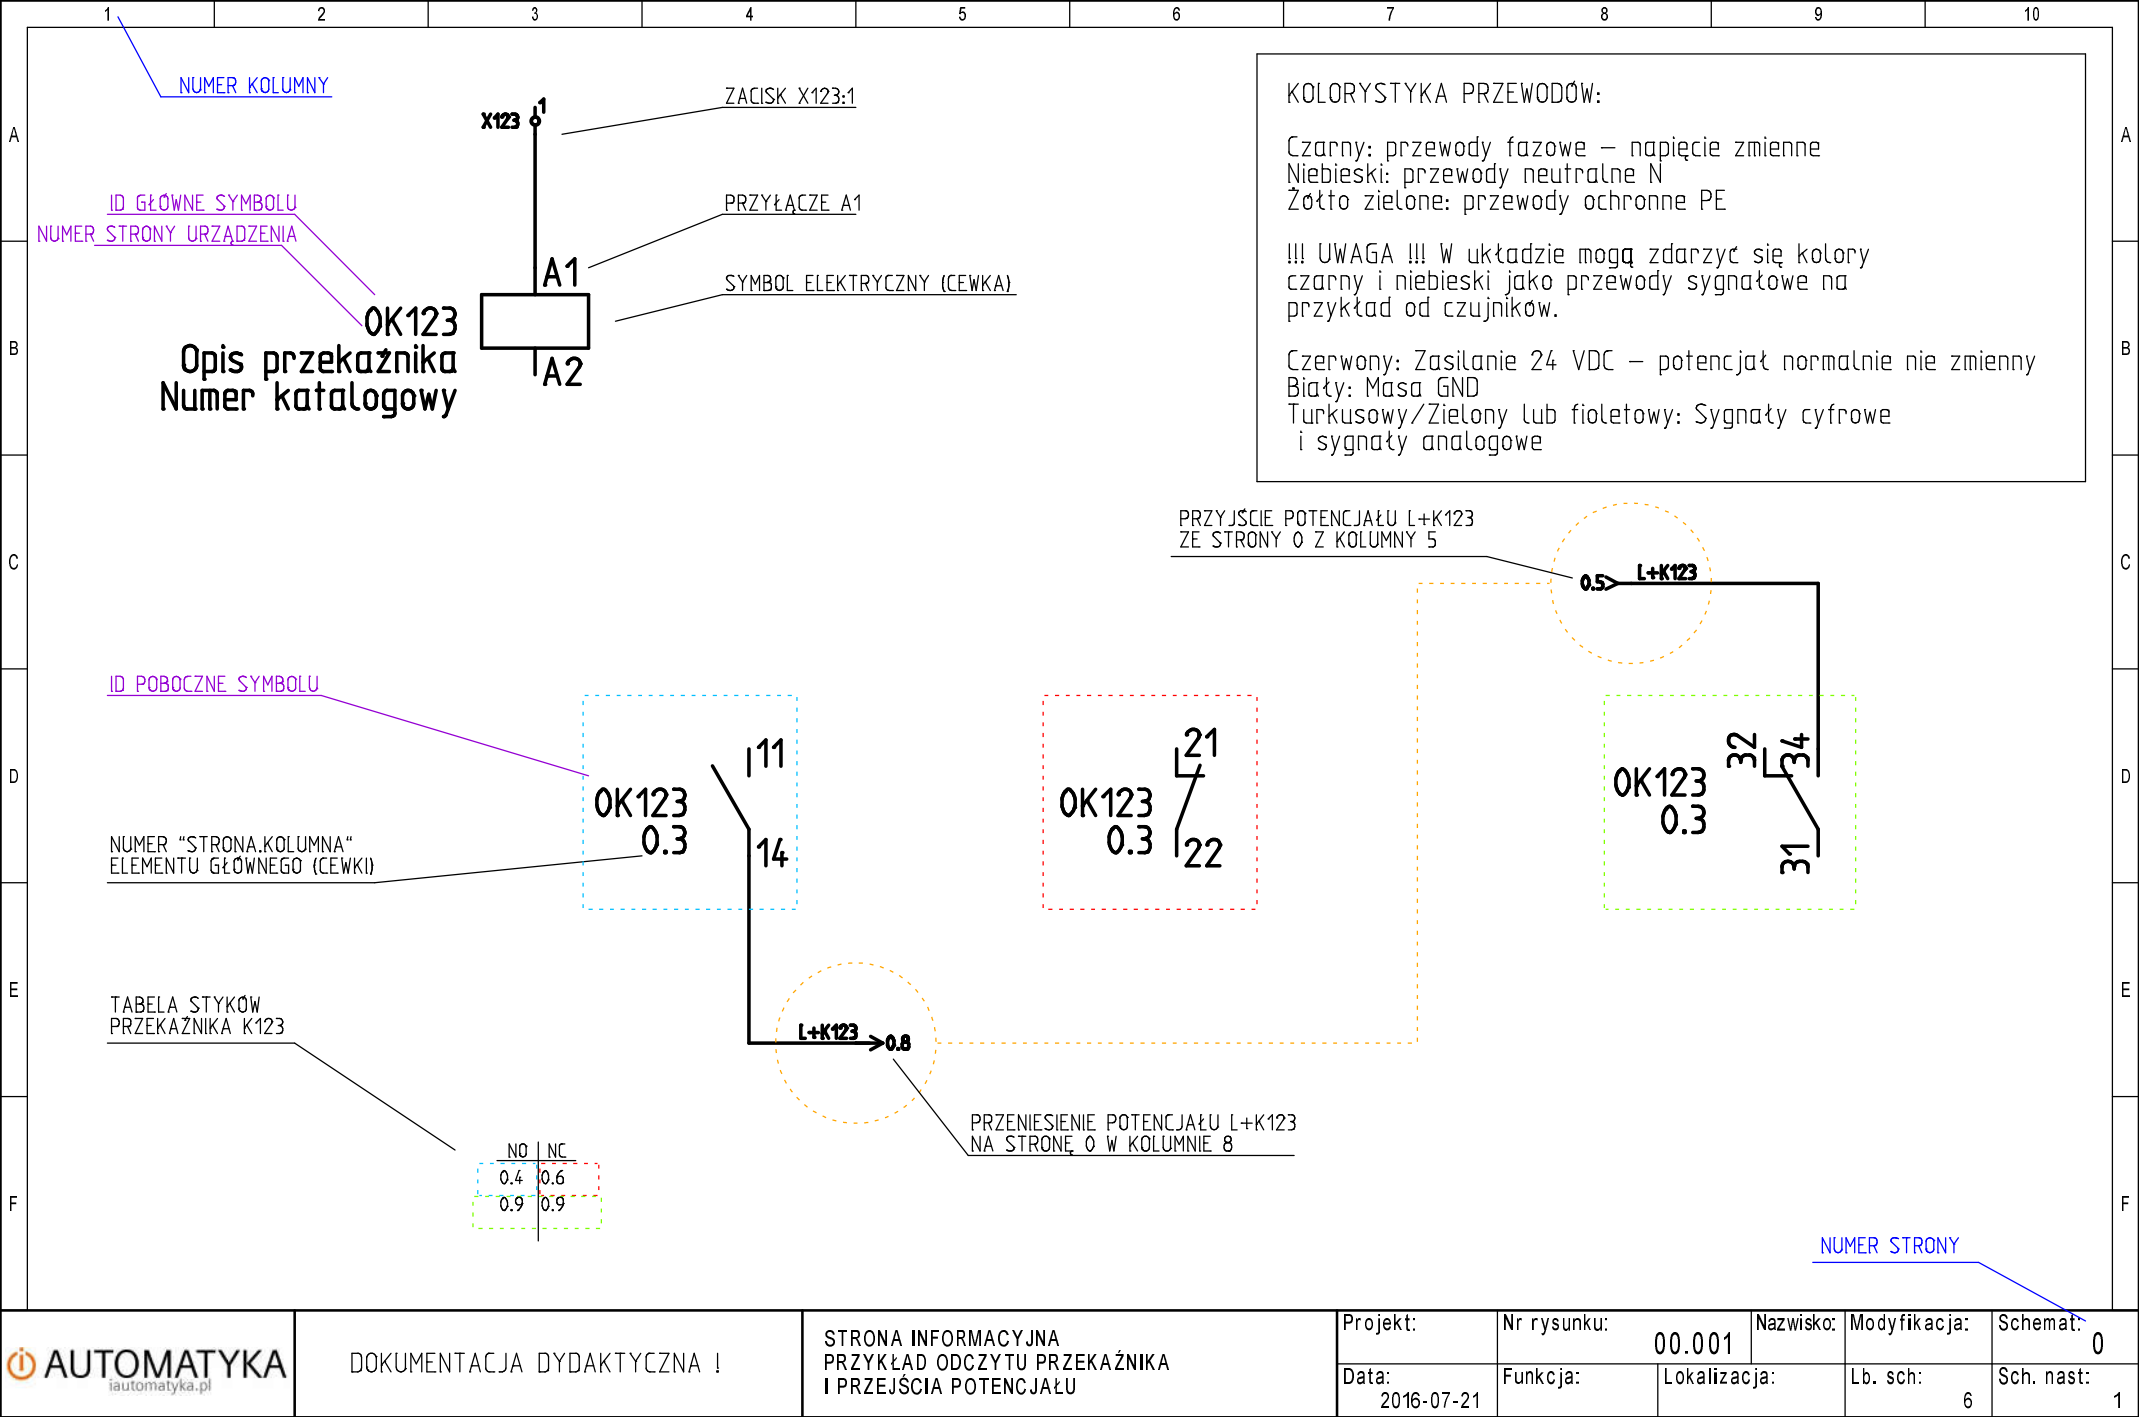 1 2 3 4 5 6 7 8 9 10
NUMER KOLUMNY
X123
1
ZACISK X123:1
A
A
ID GŁÓWNE SYMBOLU
NUMER STRONY URZĄDZENIA
PRZYŁĄCZE A1
A1
SYMBOL ELEKTRYCZNY (CEWKA)
0K123
Opis przekaźnika
Numer katalogowy
A2
B
B
KOLORYSTYKA PRZEWODÓW:
Czarny: przewody fazowe – napięcie zmienne
Niebieski: przewody neutralne N
Żółto zielone: przewody ochronne PE
!!! UWAGA !!! W układzie mogą zdarzyć się kolory
czarny i niebieski jako przewody sygnałowe na
przykład od czujników.
Czerwony: Zasilanie 24 VDC – potencjał normalnie nie zmienny
Biały: Masa GND
Turkusowy/Zielony lub fioletowy: Sygnały cyfrowe
i sygnały analogowe
PRZYJŚCIE POTENCJAŁU L+K123
ZE STRONY 0 Z KOLUMNY 5
0.5
L+K123
C
C
ID POBOCZNE SYMBOLU
0K123
0.3
11
14
0K123
0.3
21
22
0K123
0.3
32
34
31
D
D
NUMER "STRONA.KOLUMNA"
ELEMENTU GŁÓWNEGO (CEWKI)
E
E
TABELA STYKÓW
PRZEKAŹNIKA K123
L+K123
0.8
PRZENIESIENIE POTENCJAŁU L+K123
NA STRONĘ 0 W KOLUMNIE 8
NO NC
0.4 0.6
0.9 0.9
F
F
NUMER STRONY
AUTOMATYKA
iautomatyka.pl
DOKUMENTACJA DYDAKTYCZNA !
STRONA INFORMACYJNA
PRZYKŁAD ODCZYTU PRZEKAŹNIKA
I PRZEJŚCIA POTENCJAŁU
Projekt:
Nr rysunku:
00.001
Nazwisko:
Modyfikacja:
Schemat:
0
Data:
2016-07-21
Funkcja:
Lokalizacja:
Lb. sch:
6
Sch. nast:
1